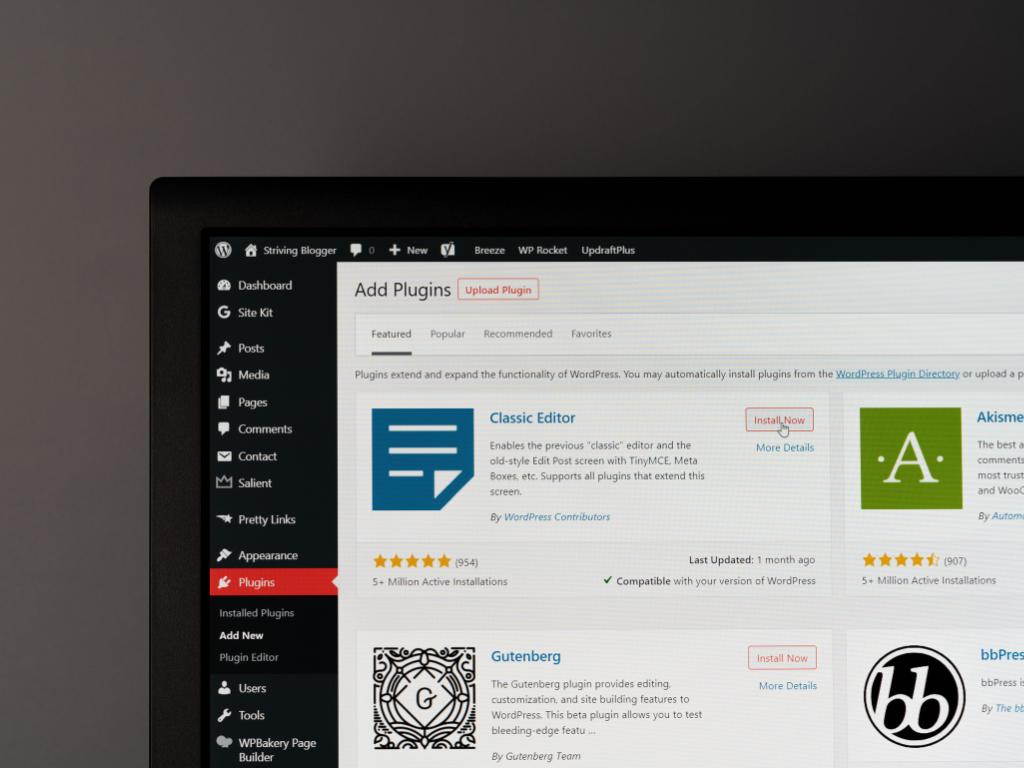 Striving Blogger 0 New Breeze WP Rocket UpdraftPlus
Dashboard
Site Kit
Posts
Media
Pages
Comments
Contact
Salient
Pretty Links
Appearance
Plugins
Installed Plugins
Add New
Plugin Editor
Users
Tools
WPBakery Page
Builder
Add Plugins Upload Plugin
Featured Popular Recommended Favorites
Plugins extend and expand the functionality of WordPress. You may automatically install plugins from the WordPress Plugin Directory or upload a p
Classic Editor
Install Now
More Details
Enables the previous "classic" editor and the
old-style Edit Post screen with TinyMCE, Meta
Boxes, etc. Supports all plugins that extend this
screen.
By WordPress Contributors
(954)
5+ Million Active Installations
Last Updated: 1 month ago
Compatible with your version of WordPress
A
Akisme
The best a
comments
most trust
and WooC
By Autom
(907)
5+ Million Active Installations
G
Gutenberg
Install Now
More Details
The Gutenberg plugin provides editing,
customization, and site building features to
WordPress. This beta plugin allows you to test
bleeding-edge featu ...
By Gutenberg Team
bb
bbPres
bbPress is
By The bb